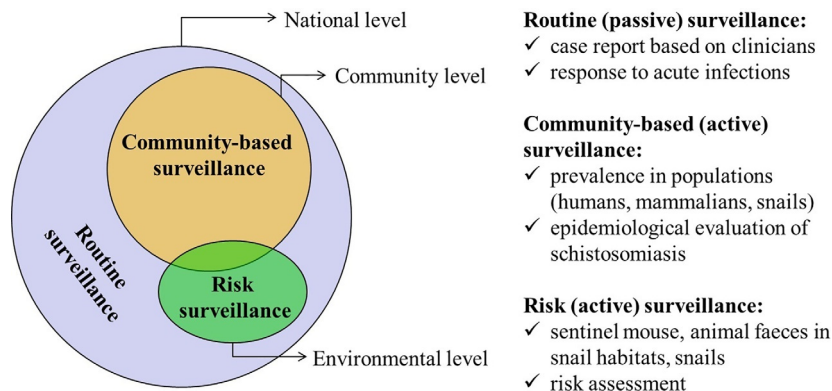 National level
Community level
Community-based
surveillance
Routine
surveillance
Risk
surveillance
Environmental level
Routine (passive) surveillance:
✓ case report based on clinicians
✓ response to acute infections
Community-based (active)
surveillance:
✓ prevalence in populations
(humans, mammalians, snails)
✓ epidemiological evaluation of
schistosomiasis
Risk (active) surveillance:
✓ sentinel mouse, animal faeces in
snail habitats, snails
✓ risk assessment